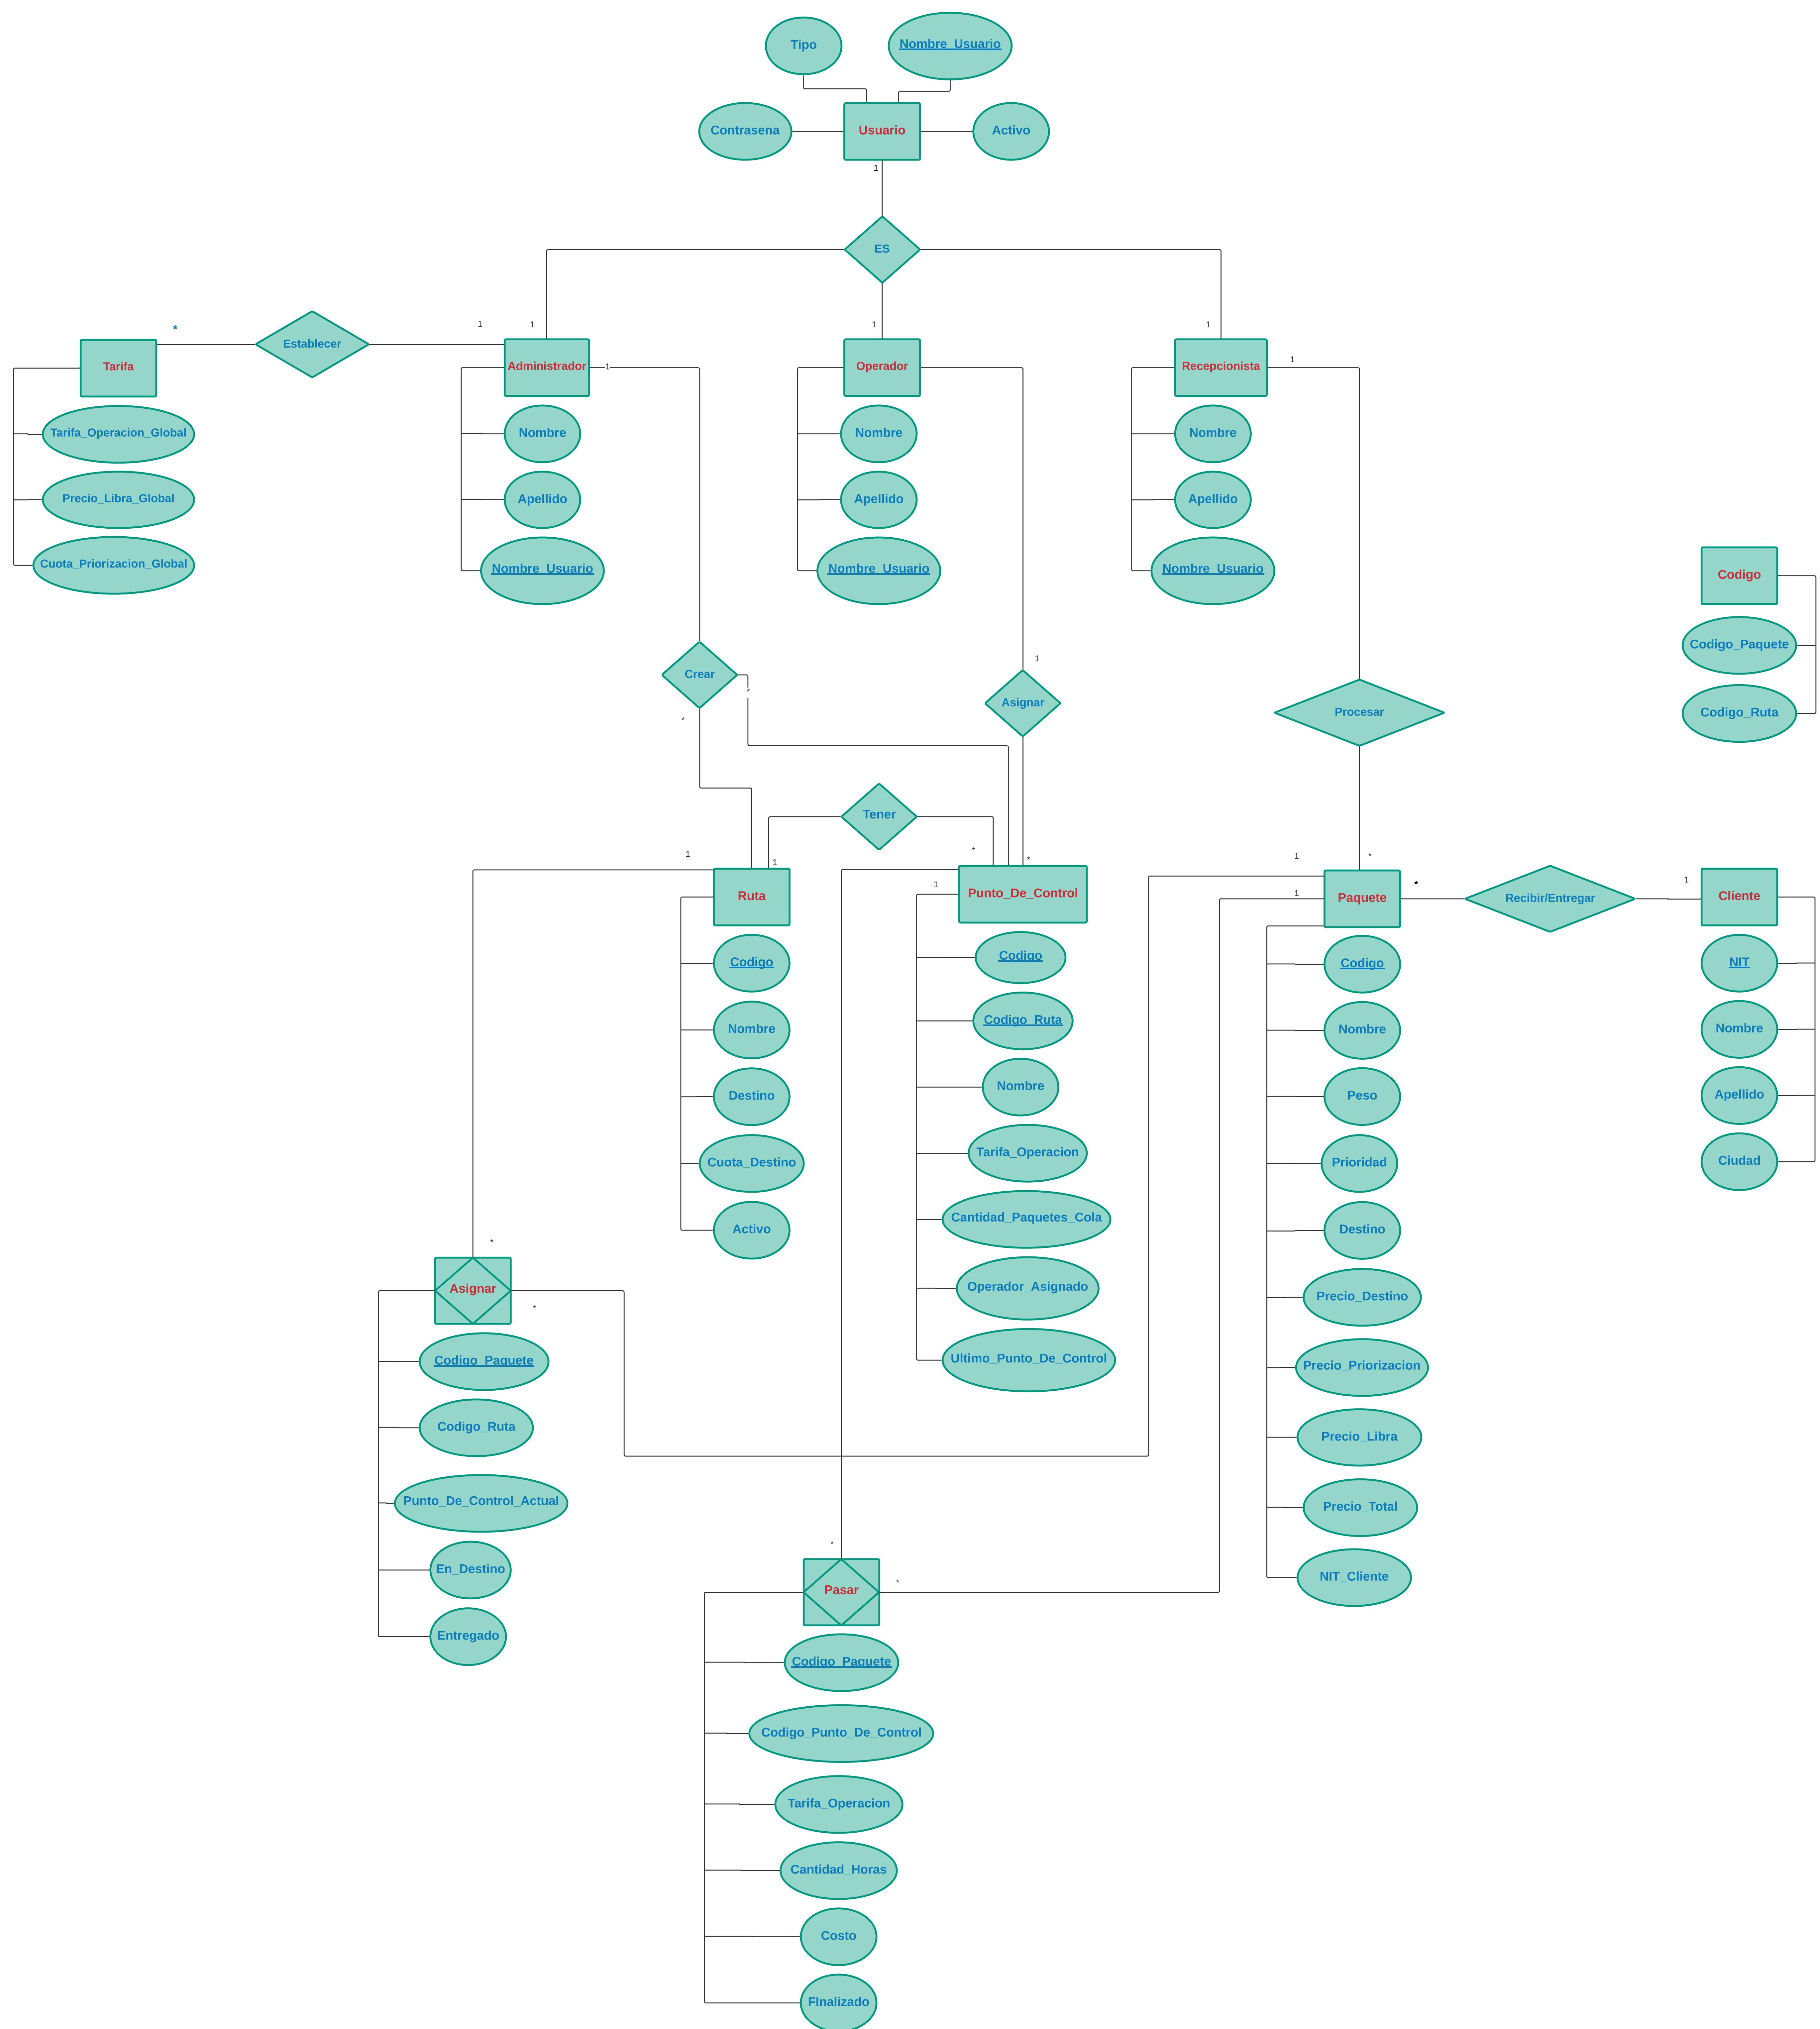 Tipo
Nombre_Usuario
Contrasena
Usuario
Activo
1
ES
Establecer
*
1
1
1
1
Tarifa
Administrador
1
Operador
Recepcionista
1
Tarifa_Operacion_Global
Precio_Libra_Global
Cuota_Priorizacion_Global
Nombre
Apellido
Nombre_Usuario
Nombre
Apellido
Nombre_Usuario
Nombre
Apellido
Nombre_Usuario
Codigo
Codigo_Paquete
Codigo_Ruta
Crear
*
*
1
Asignar
Procesar
Tener
1
1
*
*
1
*
1
1
*
1
Ruta
Punto_De_Control
Paquete
Recibir/Entregar
Cliente
Codigo
Nombre
Destino
Cuota_Destino
Activo
Codigo
Codigo_Ruta
Nombre
Tarifa_Operacion
Cantidad_Paquetes_Cola
Operador_Asignado
Ultimo_Punto_De_Control
Codigo
Nombre
Peso
Prioridad
Destino
Precio_Destino
Precio_Priorizacion
Precio_Libra
Precio_Total
NIT_Cliente
NIT
Nombre
Apellido
Ciudad
*
Asignar
*
Codigo_Paquete
Codigo_Ruta
Punto_De_Control_Actual
En_Destino
Entregado
*
*
Pasar
Codigo_Paquete
Codigo_Punto_De_Control
Tarifa_Operacion
Cantidad_Horas
Costo
FInalizado